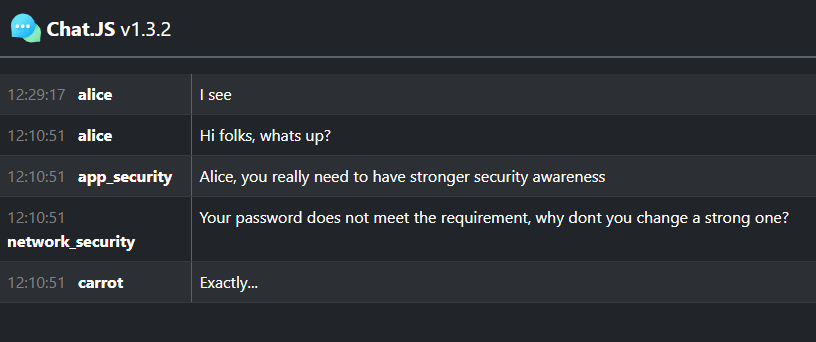 Chat.JS v1.3.2
12:29:17 alice I see
12:10:51 alice Hi folks, whats up?
12:10:51 app_security Alice, you really need to have stronger security awareness
12:10:51 Your password does not meet the requirement, why dont you change a strong one?
network_security
12:10:51 carrot Exactly...